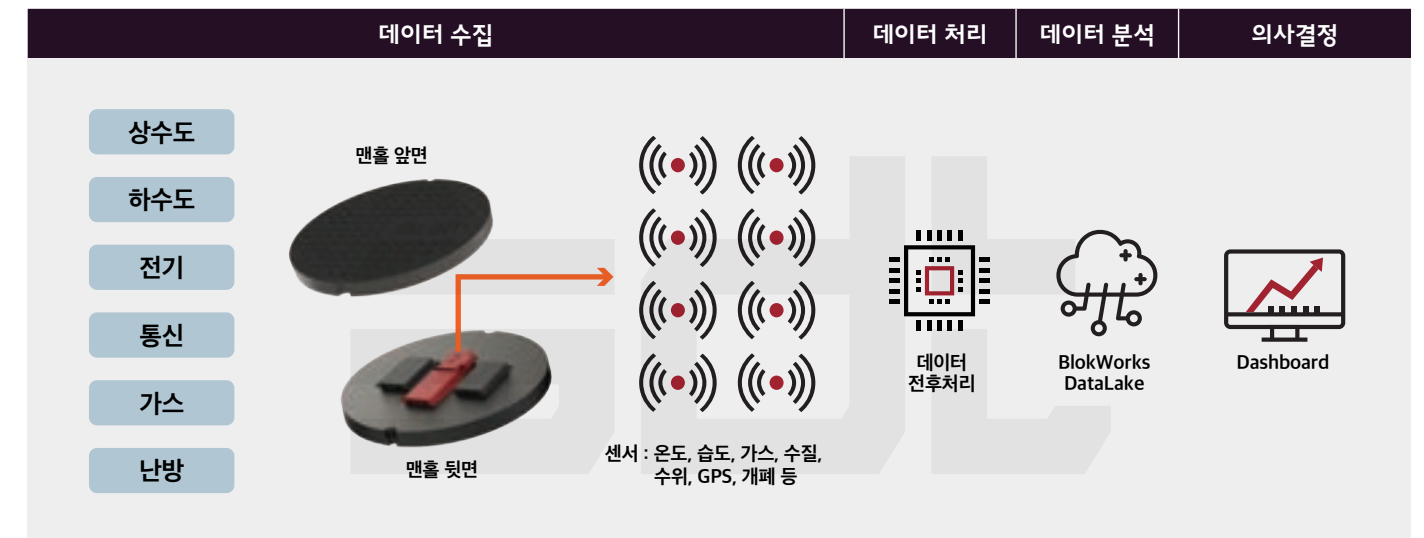 데이터 수집
데이터 처리
데이터 분석
의사결정
상수도
하수도
전기
통신
가스
난방
맨홀 앞면
맨홀 뒷면
센서 : 온도, 습도, 가스, 수질,
수위, GPS, 개폐 등
데이터
전후처리
BlokWorks
DataLake
Dashboard
sdt